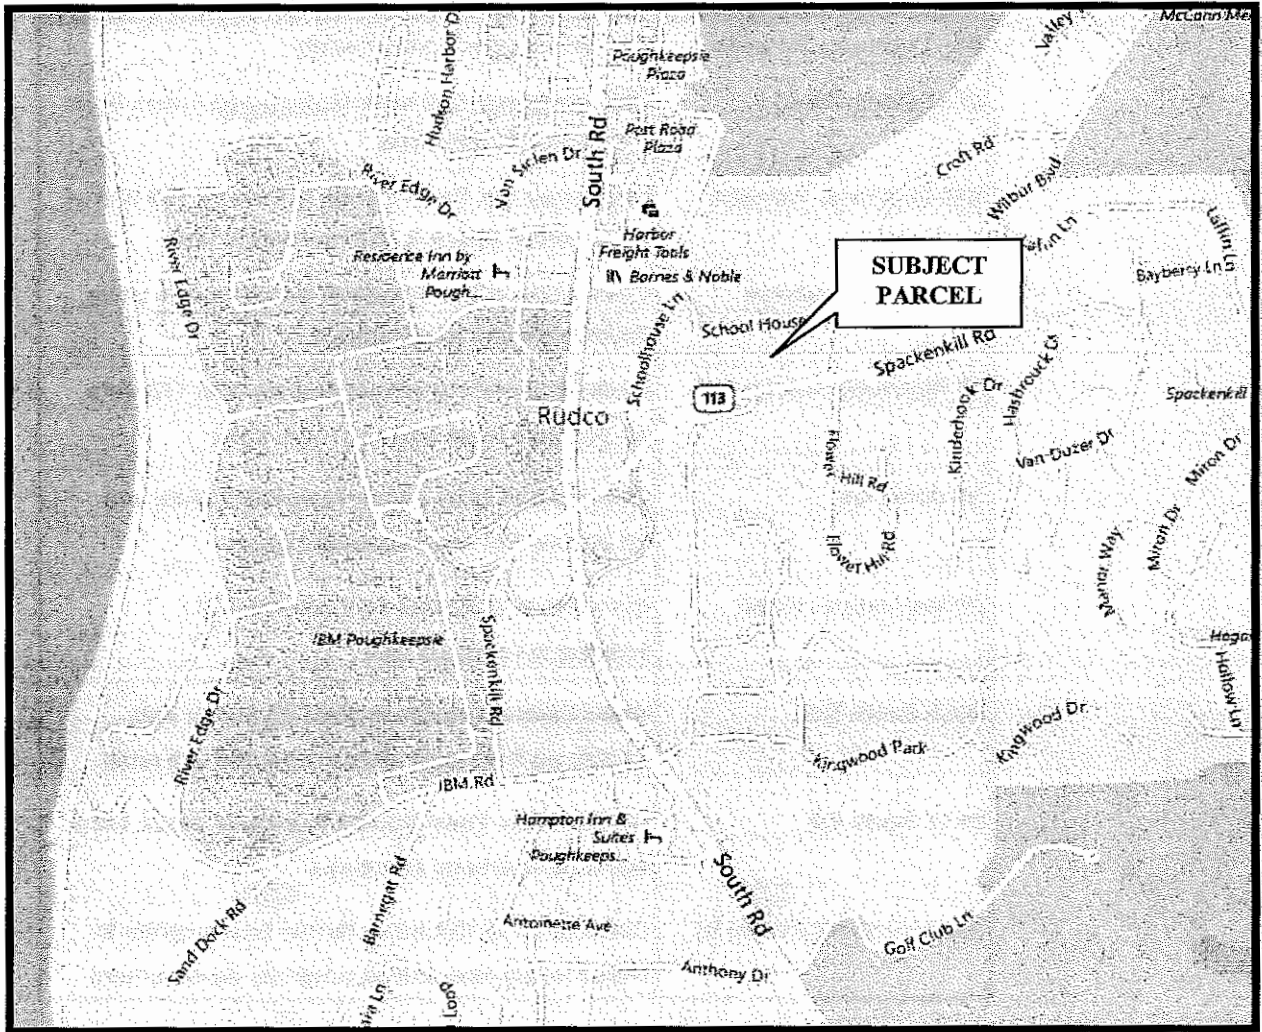 McCann Me
Valley
Hudson Harbor D
Poughkeepsie
Plaza
South Rd
Post Road
Plaza
Van Siclen Dr
Croft Rd
River Edge Dr
Wilbur Blvd
Laffin Ln
Harbor
Freight Tools
Residence Inn by
Marriott
Pough...
Barnes & Noble
River Edge Dr
SUBJECT
PARCEL
Bayberry Ln
Schoolhouse Ln
School House
Spackenkill Rd
113
Rudco
Kinderhook Dr
Hasbrouck Dr
Spackenkill
Van Duzer Dr
Flower
Hill Rd
Flower Hill Rd
Miron Dr
Miron Dr
Manor Way
IBM Poughkeepsie
Spackenkill Rd
Hollow Ln
River Edge Dr
Kingwood Park
Kingwood Dr
IBM Rd
Hampton Inn &
Suites
Poughkeeps...
South Rd
Barnegat Rd
Sand Dock Rd
Antoinette Ave
Golf Club Ln
Anthony Dr